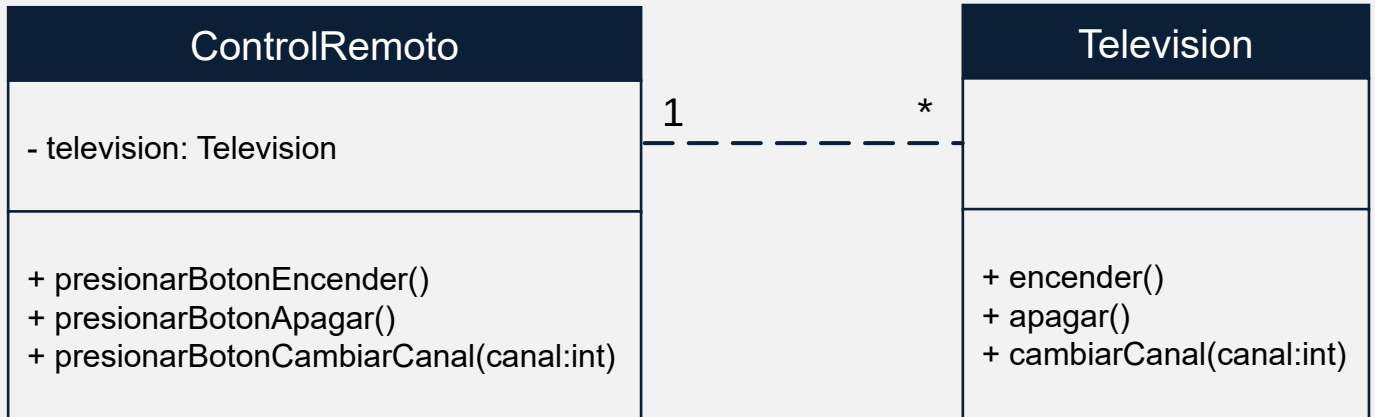 ControlRemoto
- television: Television
+ presionarBotonEncender()
+ presionarBotonApagar()
+ presionarBotonCambiarCanal(canal:int)
1
*
Television
+ encender()
+ apagar()
+ cambiarCanal(canal:int)